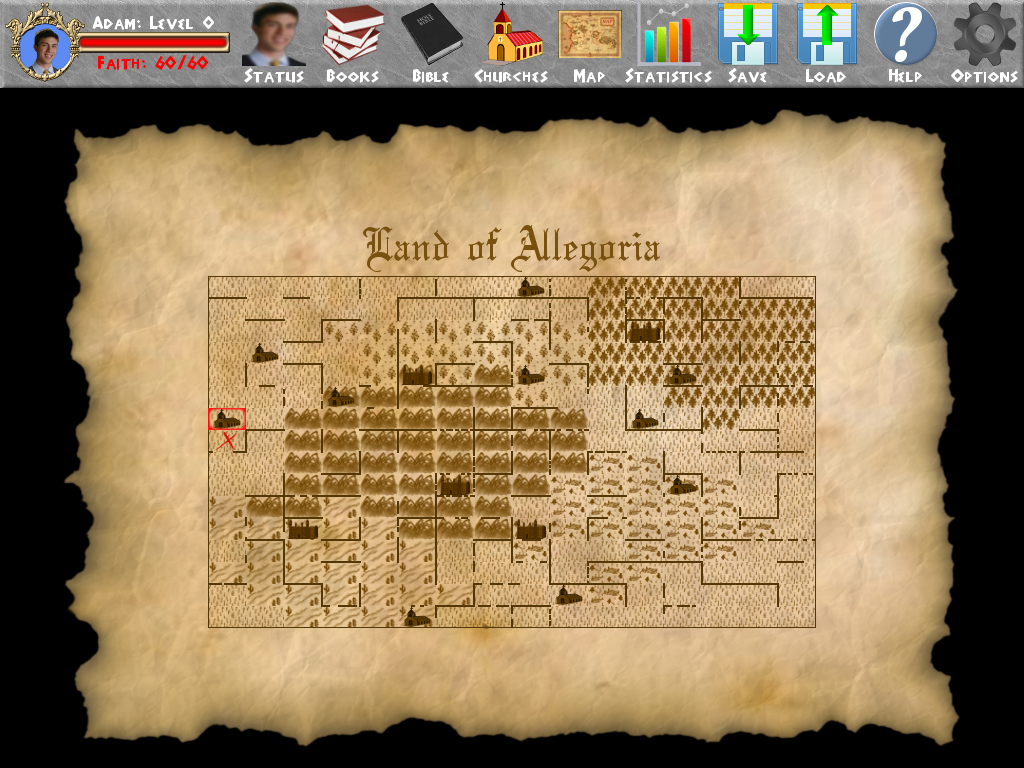 Adam: Level 0
Faith: 60/60
Status
Books
Bible
Churches
Map
Statistics
Save
Load
Help
Options
Land of Allegoria